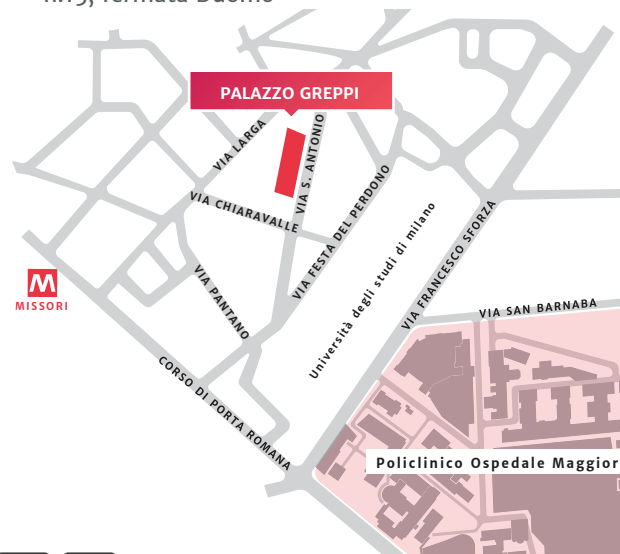 fermata Duomo
PALAZZO GREPPI
VIA LARGA
VIA S. ANTONIO
VIA CHIARAVALLE
VIA FESTA DEL PERDONO
Università degli studi di milano
VIA FRANCESCO SFORZA
M
MISSORI
VIA PANTANO
VIA SAN BARNABA
CORSO DI PORTA ROMANA
Policlinico Ospedale Maggior